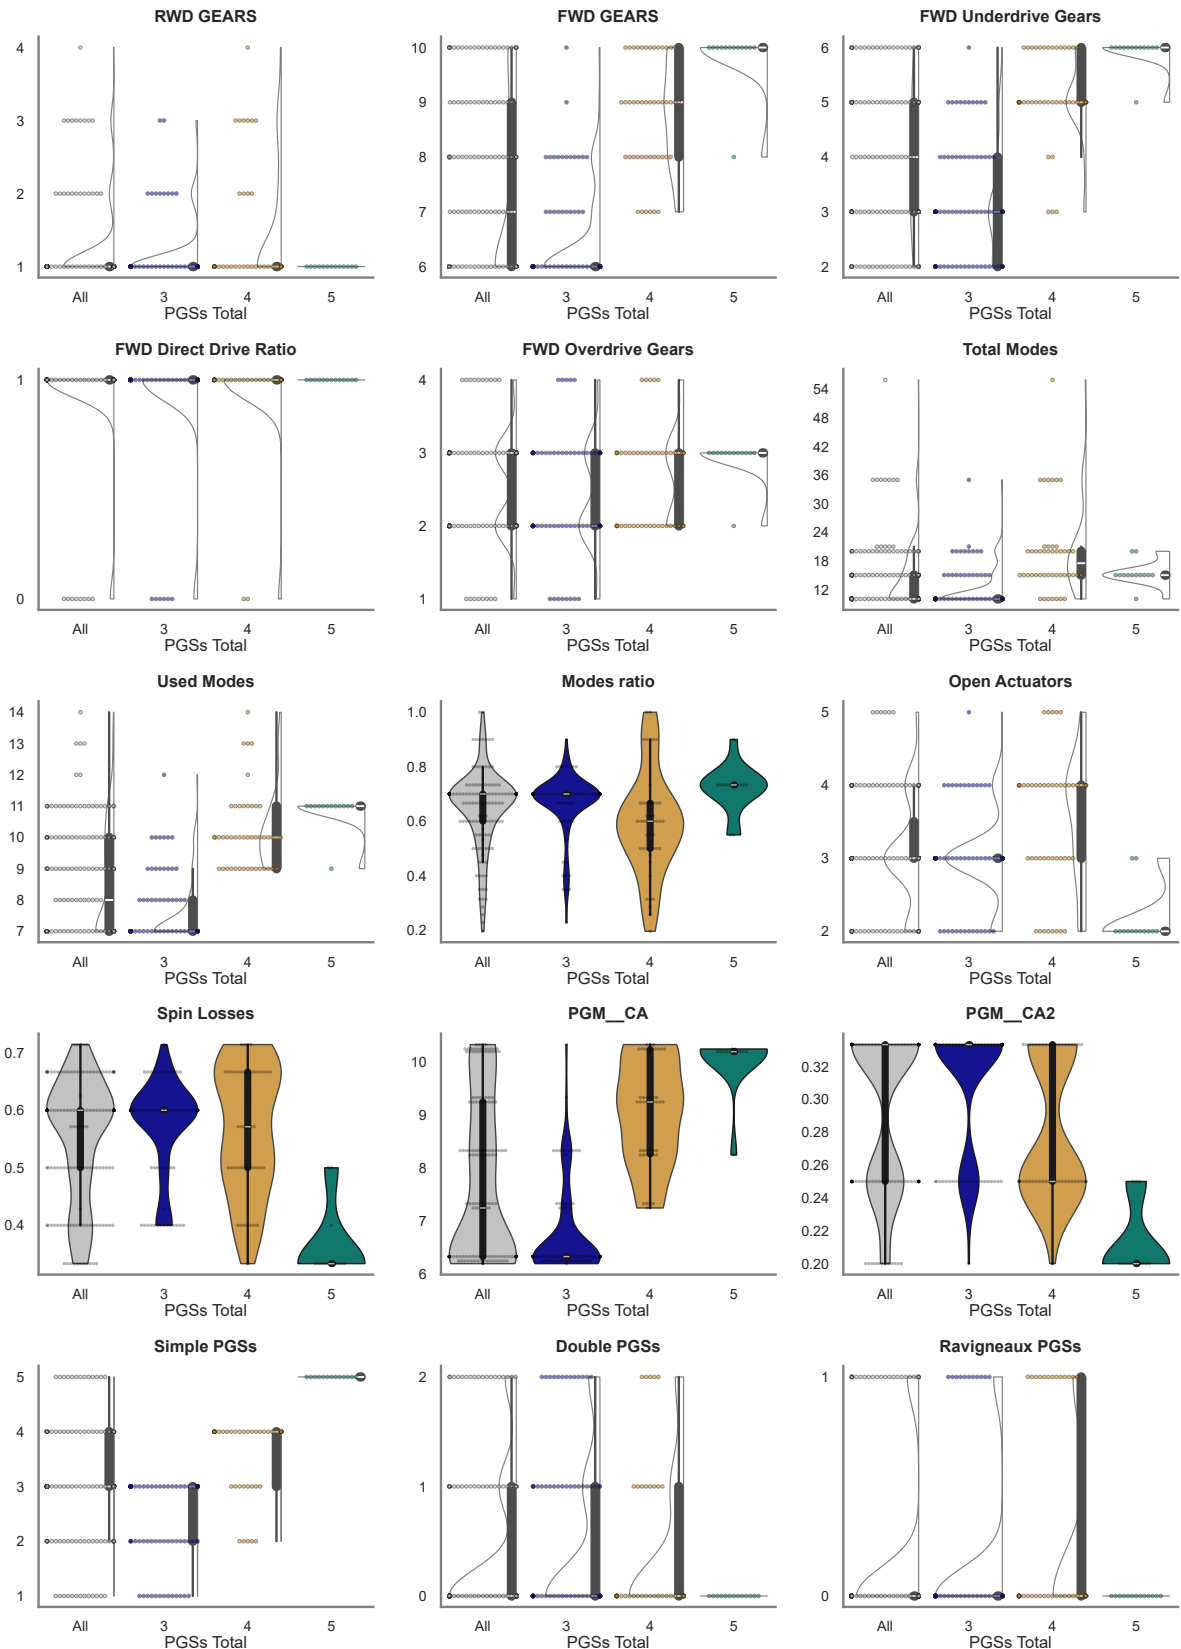 RWD GEARS
4
3
2
1
All 3 4 5
PGSs Total
FWD GEARS
10
9
8
7
6
All 3 4 5
PGSs Total
FWD Underdrive Gears
6
5
4
3
2
All 3 4 5
PGSs Total
FWD Direct Drive Ratio
1
0
All 3 4 5
PGSs Total
FWD Overdrive Gears
4
3
2
1
All 3 4 5
PGSs Total
Total Modes
54
48
42
36
30
24
18
12
All 3 4 5
PGSs Total
Used Modes
14
13
12
11
10
9
8
7
All 3 4 5
PGSs Total
Modes ratio
1.0
0.8
0.6
0.4
0.2
All 3 4 5
PGSs Total
Open Actuators
5
4
3
2
All 3 4 5
PGSs Total
Spin Losses
0.7
0.6
0.5
0.4
All 3 4 5
PGSs Total
PGM__CA
10
9
8
7
6
All 3 4 5
PGSs Total
PGM__CA2
0.32
0.30
0.28
0.26
0.24
0.22
0.20
All 3 4 5
PGSs Total
Simple PGSs
5
4
3
2
1
All 3 4 5
PGSs Total
Double PGSs
2
1
0
All 3 4 5
PGSs Total
Ravigneaux PGSs
1
0
All 3 4 5
PGSs Total